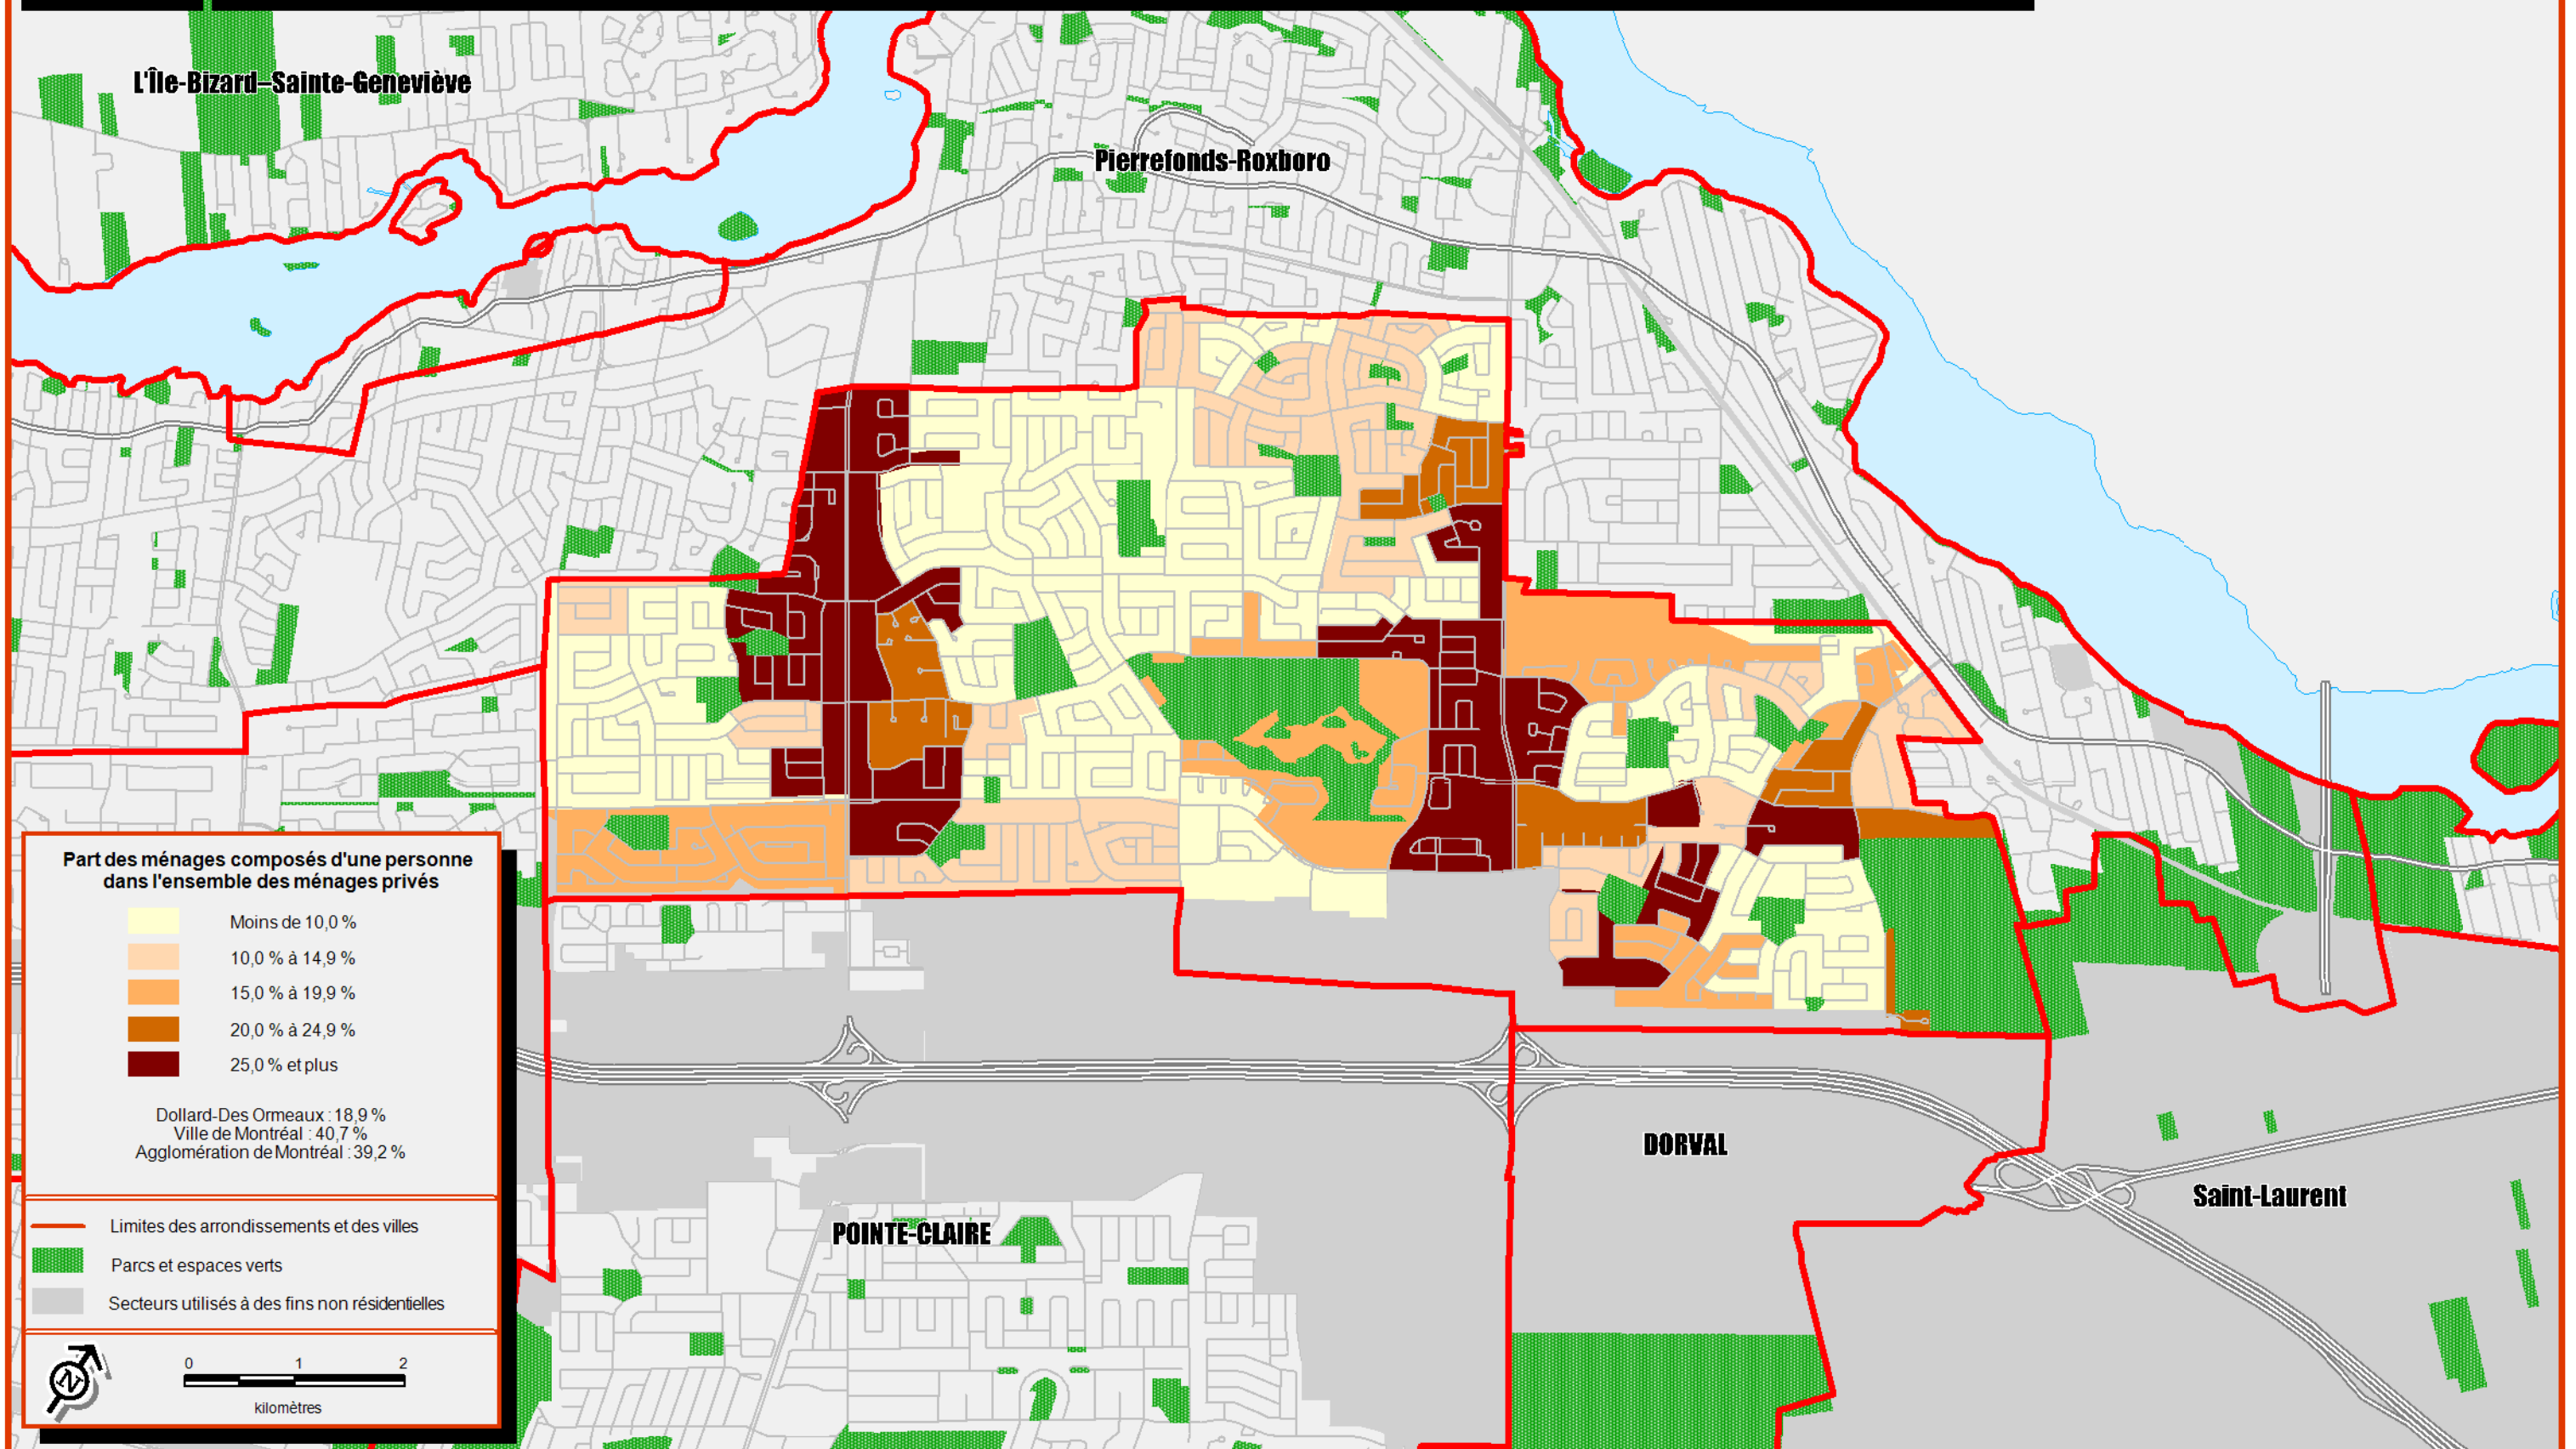 L'Île-Bizard–Sainte-Geneviève
Pierrefonds-Roxboro
Part des ménages composés d'une personne
dans l'ensemble des ménages privés
Moins de 10,0 %
10,0 % à 14,9 %
15,0 % à 19,9 %
20,0 % à 24,9 %
25,0 % et plus
Dollard-Des Ormeaux : 18,9 %
Ville de Montréal : 40,7 %
Agglomération de Montréal : 39,2 %
Limites des arrondissements et des villes
Parcs et espaces verts
Secteurs utilisés à des fins non résidentielles
N
0 1 2
kilomètres
POINTE-CLAIRE
DORVAL
Saint-Laurent